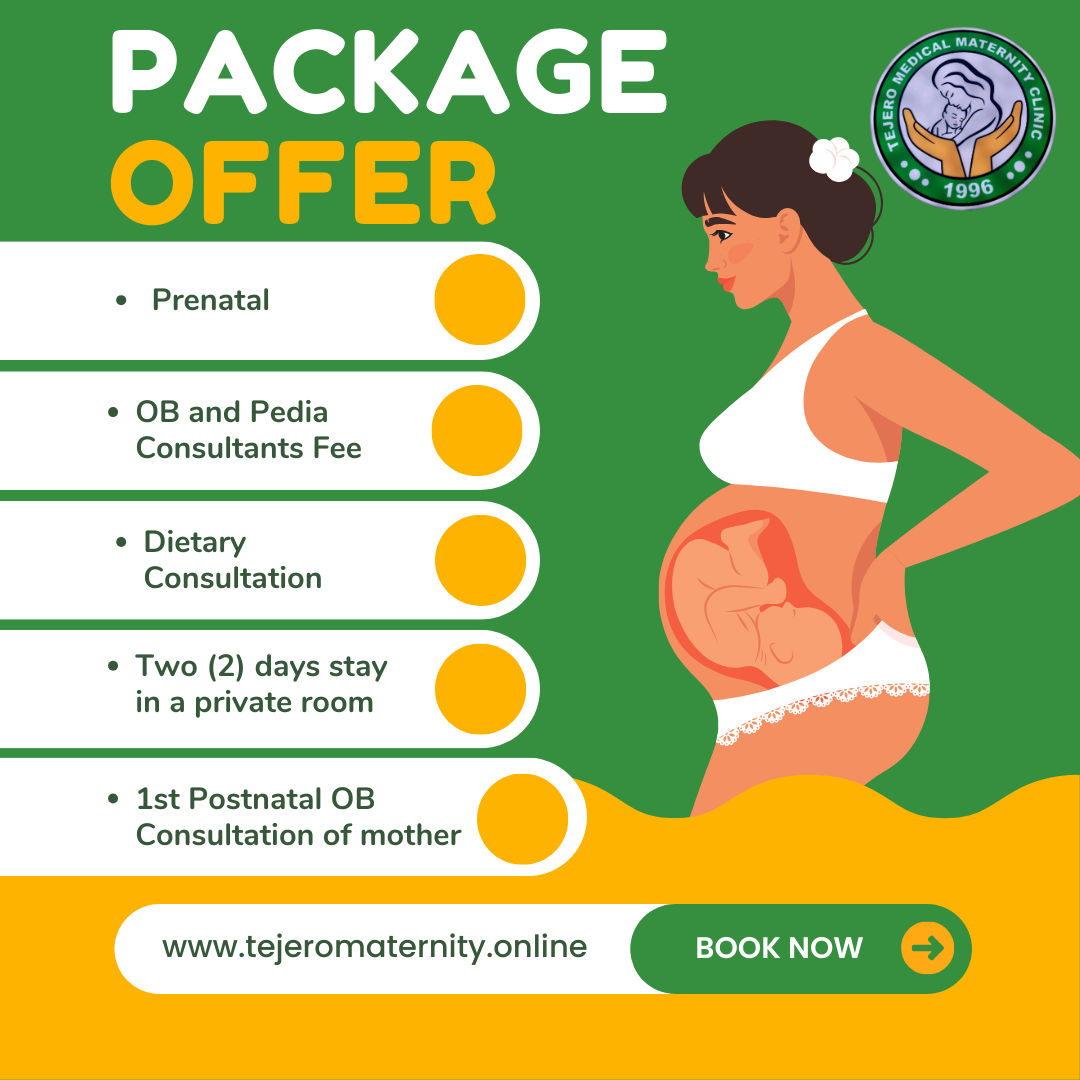 PACKAGE
OFFER
TEJERO MEDICAL MATERNITY CLINIC
1996
• Prenatal
• OB and Pedia
Consultants Fee
• Dietary
Consultation
• Two (2) days stay
in a private room
• 1st Postnatal OB
Consultation of mother
www.tejeromaternity.online
BOOK NOW